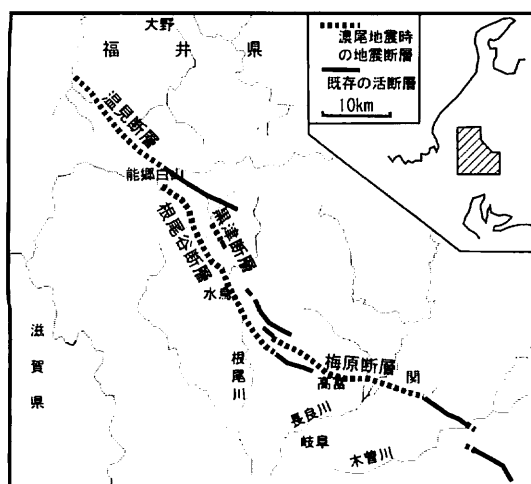 大野
福井県
濃尾地震時
の地震断層
既存の活断層
10km
温見断層
能郷白山
黒津断層
根尾谷断層
水鳥
滋賀県
根尾川
梅原断層
高富
関
長良川
岐阜
木曽川